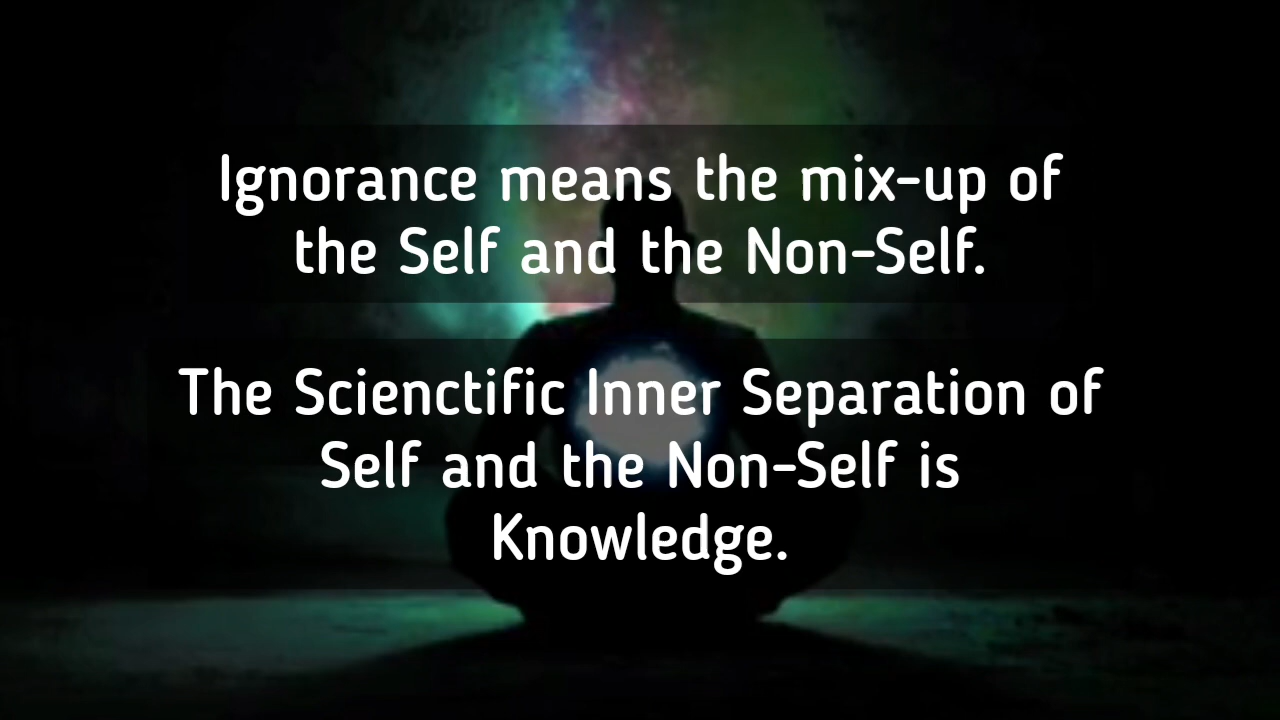 Ignorance means the mix-up of
the Self and the Non-Self.
The Scienctific Inner Separation of
Self and the Non-Self is
Knowledge.